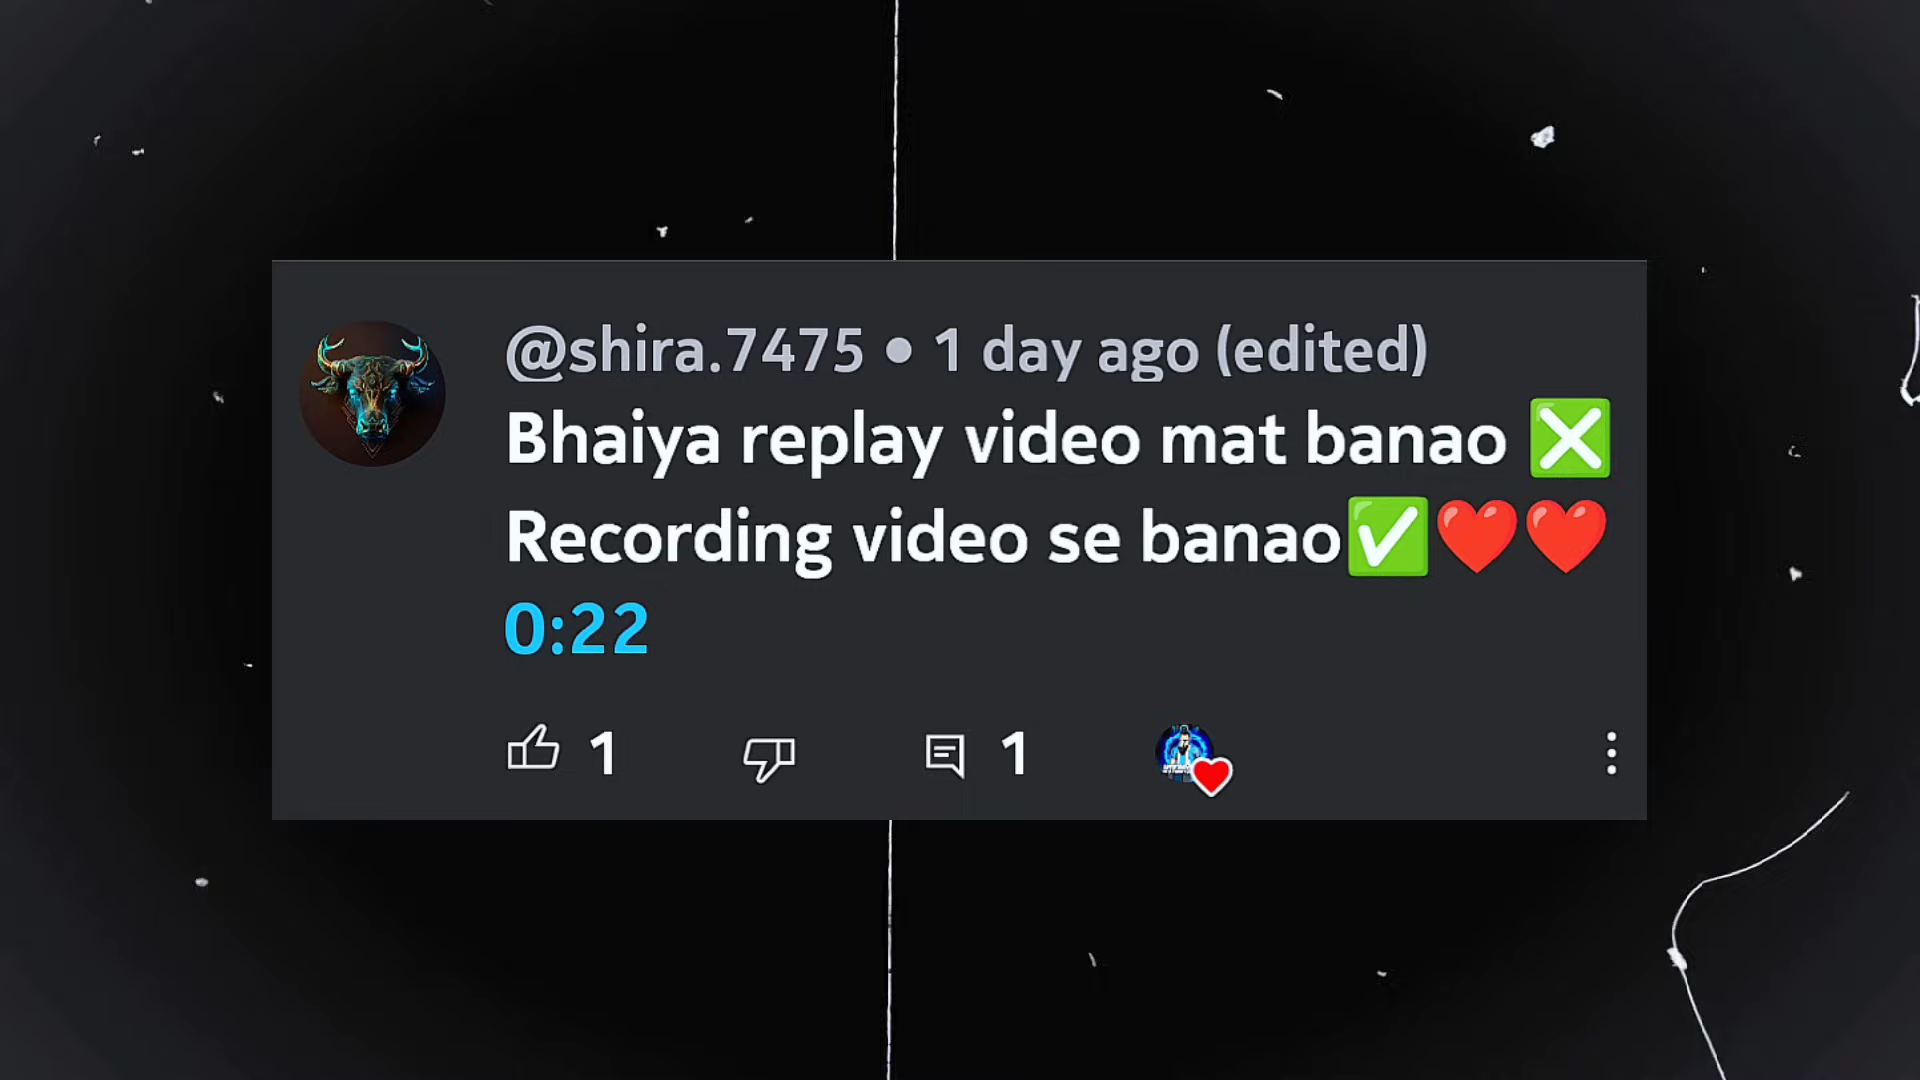 @shira.7475 • 1 day ago (edited)
Bhaiya replay video mat banao ❎
Recording video se banao✅❤️❤️
0:22
1 1